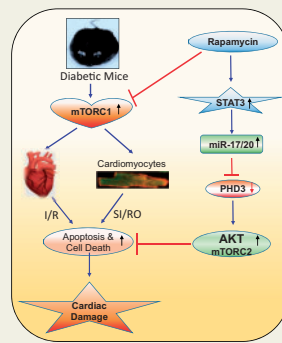 Rapamycin
Diabetic Mice
mTORC1
STAT3
miR-17/20
Cardiomyocytes
PHD3
I/R
SI/RO
Apoptosis &
Cell Death
AKT
mTORC2
Cardiac
Damage